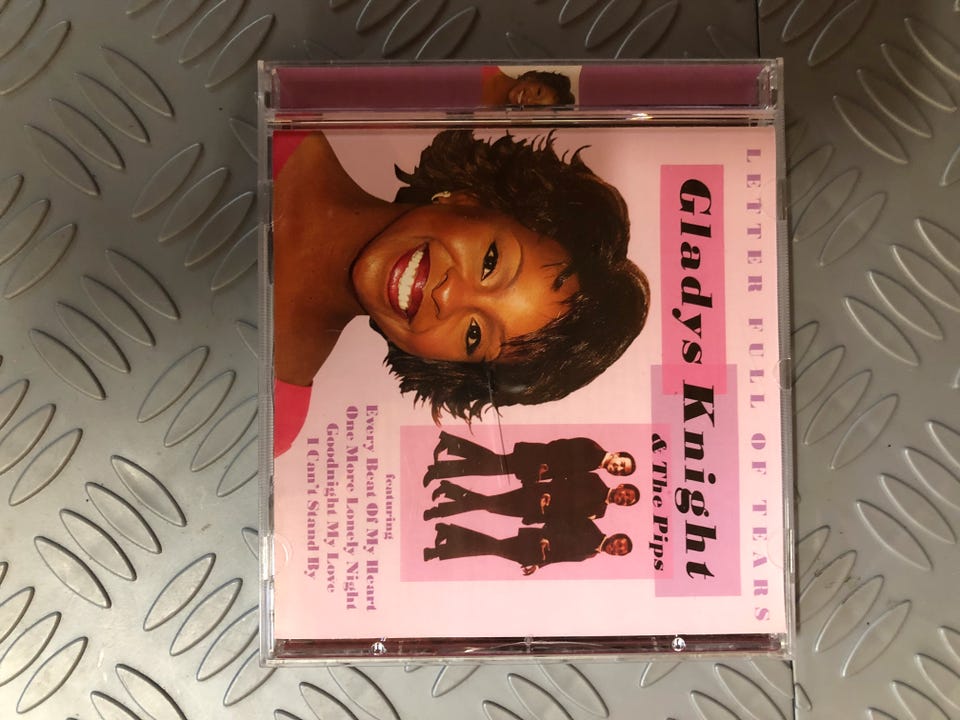 LETTER FULL OF TEARS
Gladys Knight
& The Pips
featuring
Every Beat Of My Heart
One More Lonely Night
Goodnight My Love
I Can't Stand By